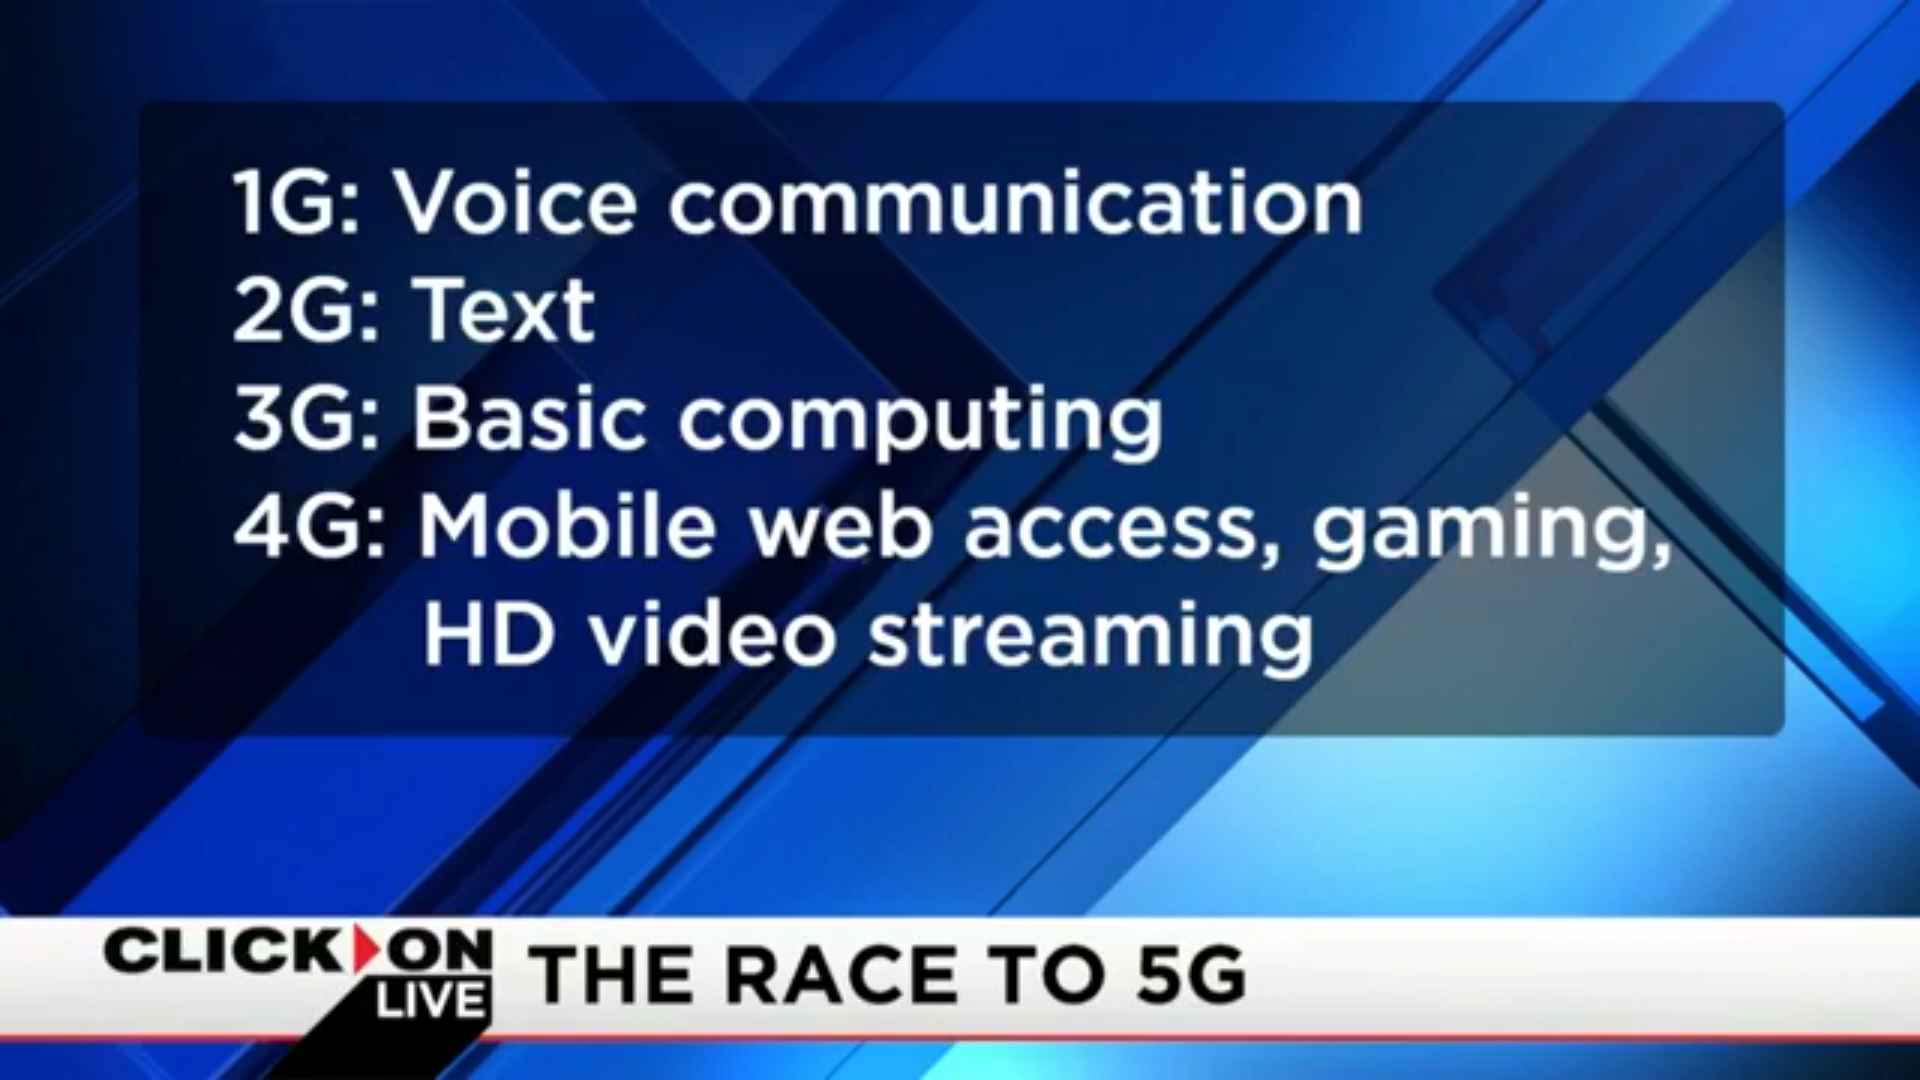 1G: Voice communication
2G: Text
3G: Basic computing
4G: Mobile web access, gaming,
HD video streaming
CLICK ON
LIVE
THE RACE TO 5G